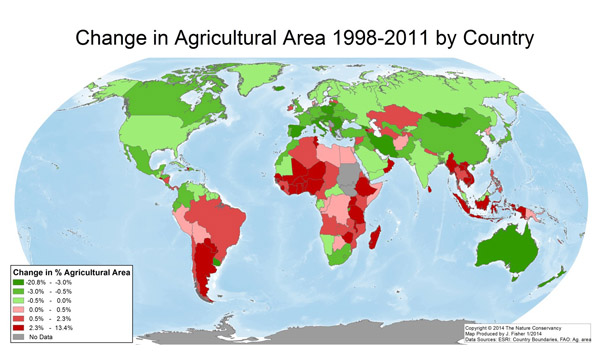 Change in Agricultural Area 1998-2011 by Country
Change in % Agricultural Area
-20.8% - -3.0%
-3.0% - -0.5%
-0.5% - 0.0%
0.0% - 0.5%
0.5% - 2.3%
2.3% - 13.4%
No Data
Copyright © 2014 The Nature Conservancy
Map Produced by J. Fisher 1/2014
Data Sources: ESRI: Country Boundaries, FAO: Ag. area